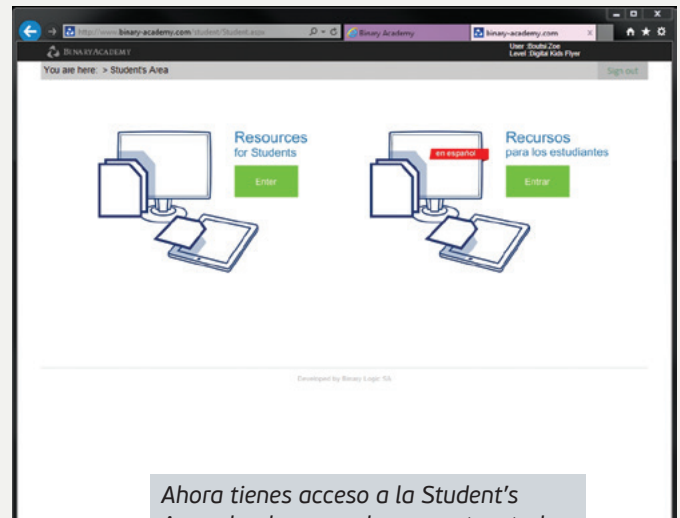 http://www.binary-academy.com/student/Student.aspx
Binary Academy
binary-academy.com
BINARYACADEMY
User :Boutsi Zoe
Level :Digital Kids Flyer
You are here: > Student's Area
Sign out
Resources
for Students
Enter
en español
Recursos
para los estudiantes
Entrar
Developed by Binary Logic SA
Ahora tienes acceso a la Student's